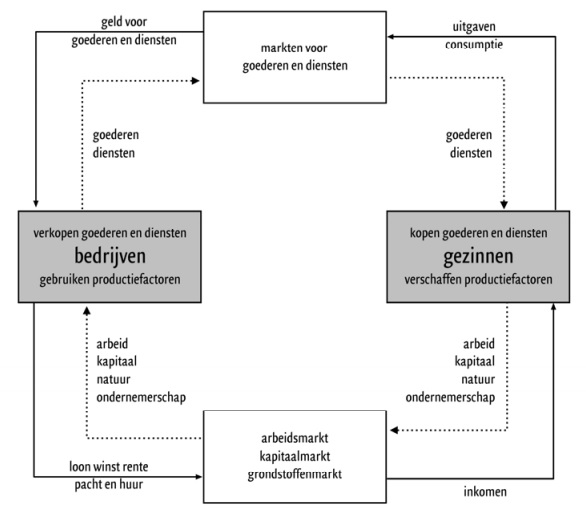 geld voor
goederen en diensten
markten voor
goederen en diensten
uitgaven
consumptie
goederen
diensten
goederen
diensten
verkopen goederen en diensten
bedrijven
gebruiken productiefactoren
kopen goederen en diensten
gezinnen
verschaffen productiefactoren
arbeid
kapitaal
natuur
ondernemerschap
arbeid
kapitaal
natuur
ondernemerschap
arbeidsmarkt
kapitaalmarkt
grondstoffenmarkt
loon winst rente
pacht en huur
inkomen